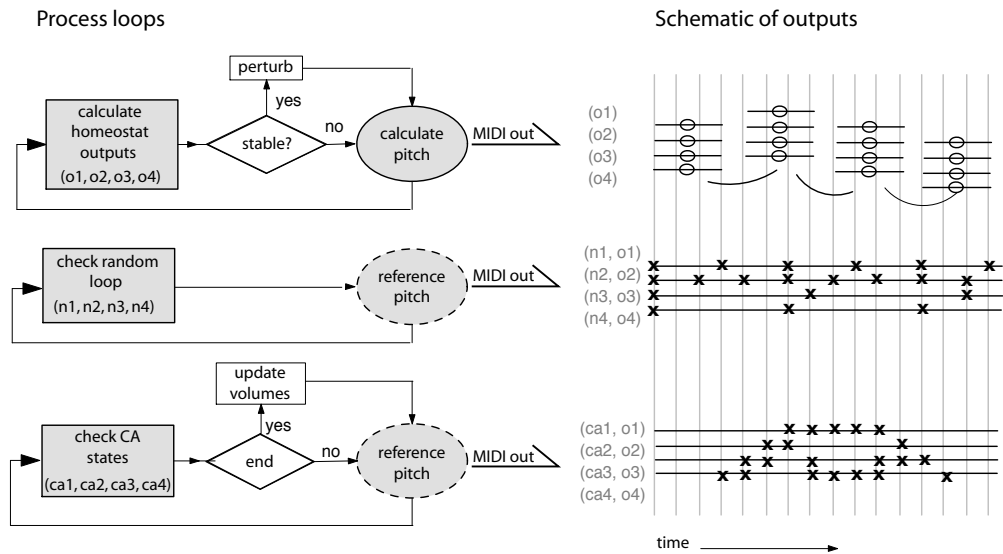 Process loops
Schematic of outputs
perturb
yes
calculate
homeostat
outputs
(o1, o2, o3, o4)
stable?
no
calculate
pitch
MIDI out
(o1)
(o2)
(o3)
(o4)
check random
loop
(n1, n2, n3, n4)
reference
pitch
MIDI out
(n1, o1)
(n2, o2)
(n3, o3)
(n4, o4)
update
volumes
yes
check CA
states
(ca1, ca2, ca3, ca4)
end
no
reference
pitch
MIDI out
(ca1, o1)
(ca2, o2)
(ca3, o3)
(ca4, o4)
time